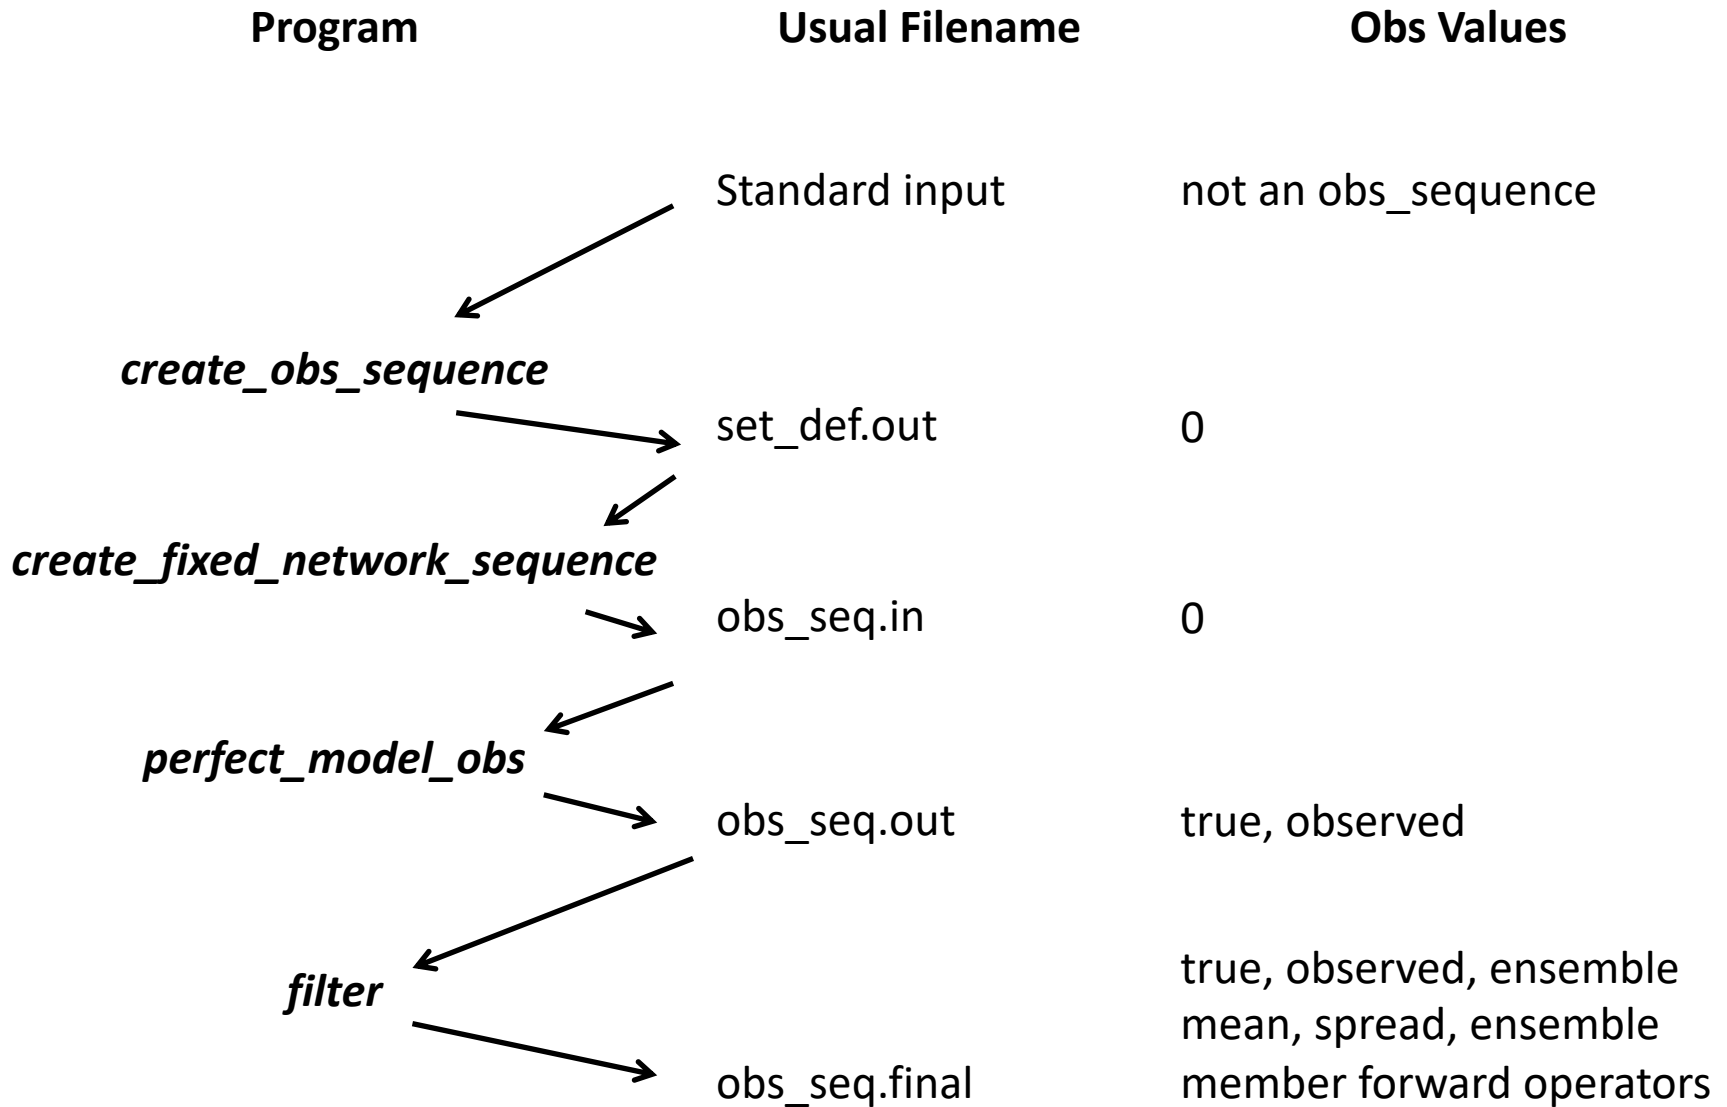 Program Usual Filename Obs Values
Standard input not an obs_sequence
create_obs_sequence
set_def.out 0
create_fixed_network_sequence
obs_seq.in 0
perfect_model_obs
obs_seq.out true, observed
true, observed, ensemble
filter
mean, spread, ensemble
obs_seq.final member forward operators